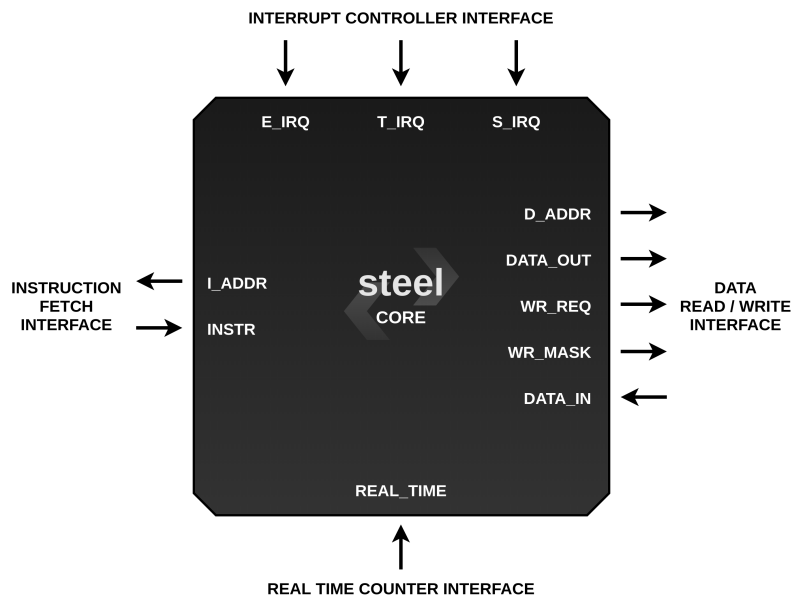 INTERRUPT CONTROLLER INTERFACE
E_IRQ T_IRQ S_IRQ
D_ADDR
DATA_OUT
WR_REQ
WR_MASK
DATA_IN
I_ADDR
INSTR
INSTRUCTION
FETCH
INTERFACE
steel
CORE
DATA
READ / WRITE
INTERFACE
REAL_TIME
REAL TIME COUNTER INTERFACE